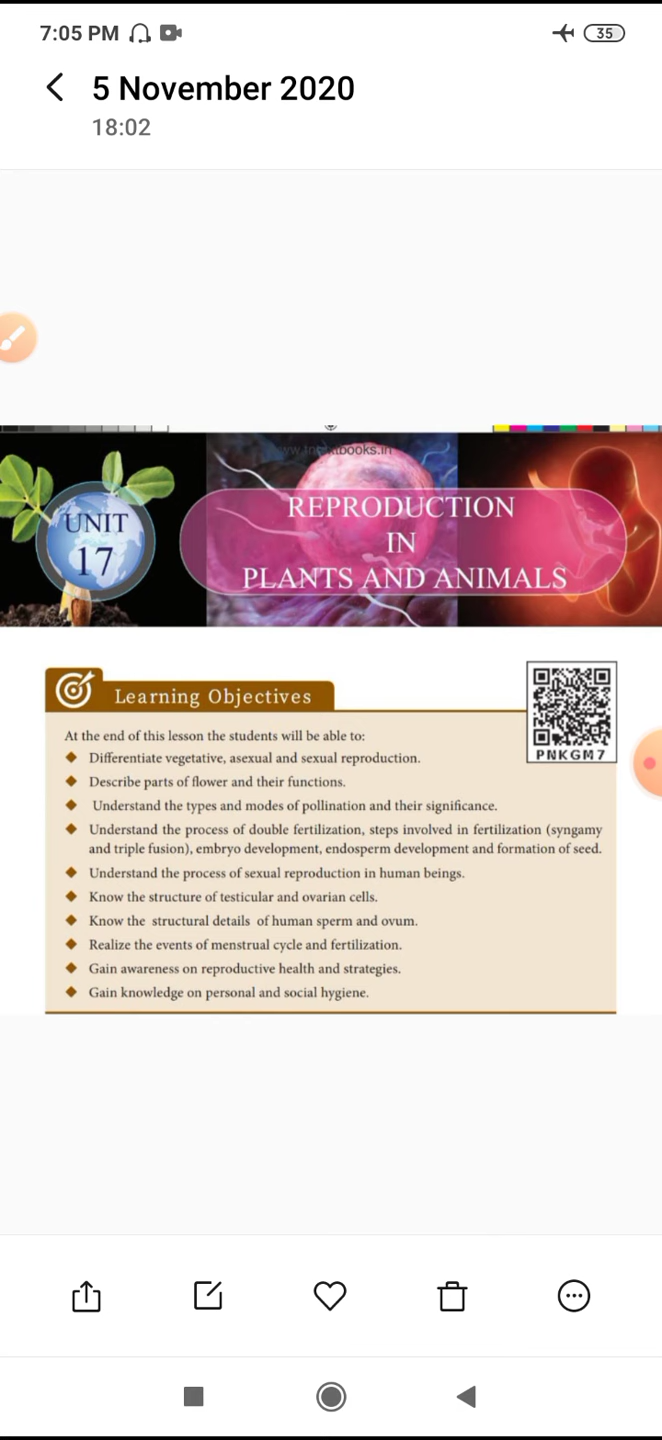 7:05 PM
35
5 November 2020
18:02
UNIT
17
REPRODUCTION
IN
PLANTS AND ANIMALS
Learning Objectives
PNKGM7
At the end of this lesson the students will be able to:
Differentiate vegetative, asexual and sexual reproduction.
Describe parts of flower and their functions.
Understand the types and modes of pollination and their significance.
Understand the process of double fertilization, steps involved in fertilization (syngamy
and triple fusion), embryo development, endosperm development and formation of seed.
Understand the process of sexual reproduction in human beings.
Know the structure of testicular and ovarian cells.
Know the structural details of human sperm and ovum.
Realize the events of menstrual cycle and fertilization.
Gain awareness on reproductive health and strategies.
Gain knowledge on personal and social hygiene.